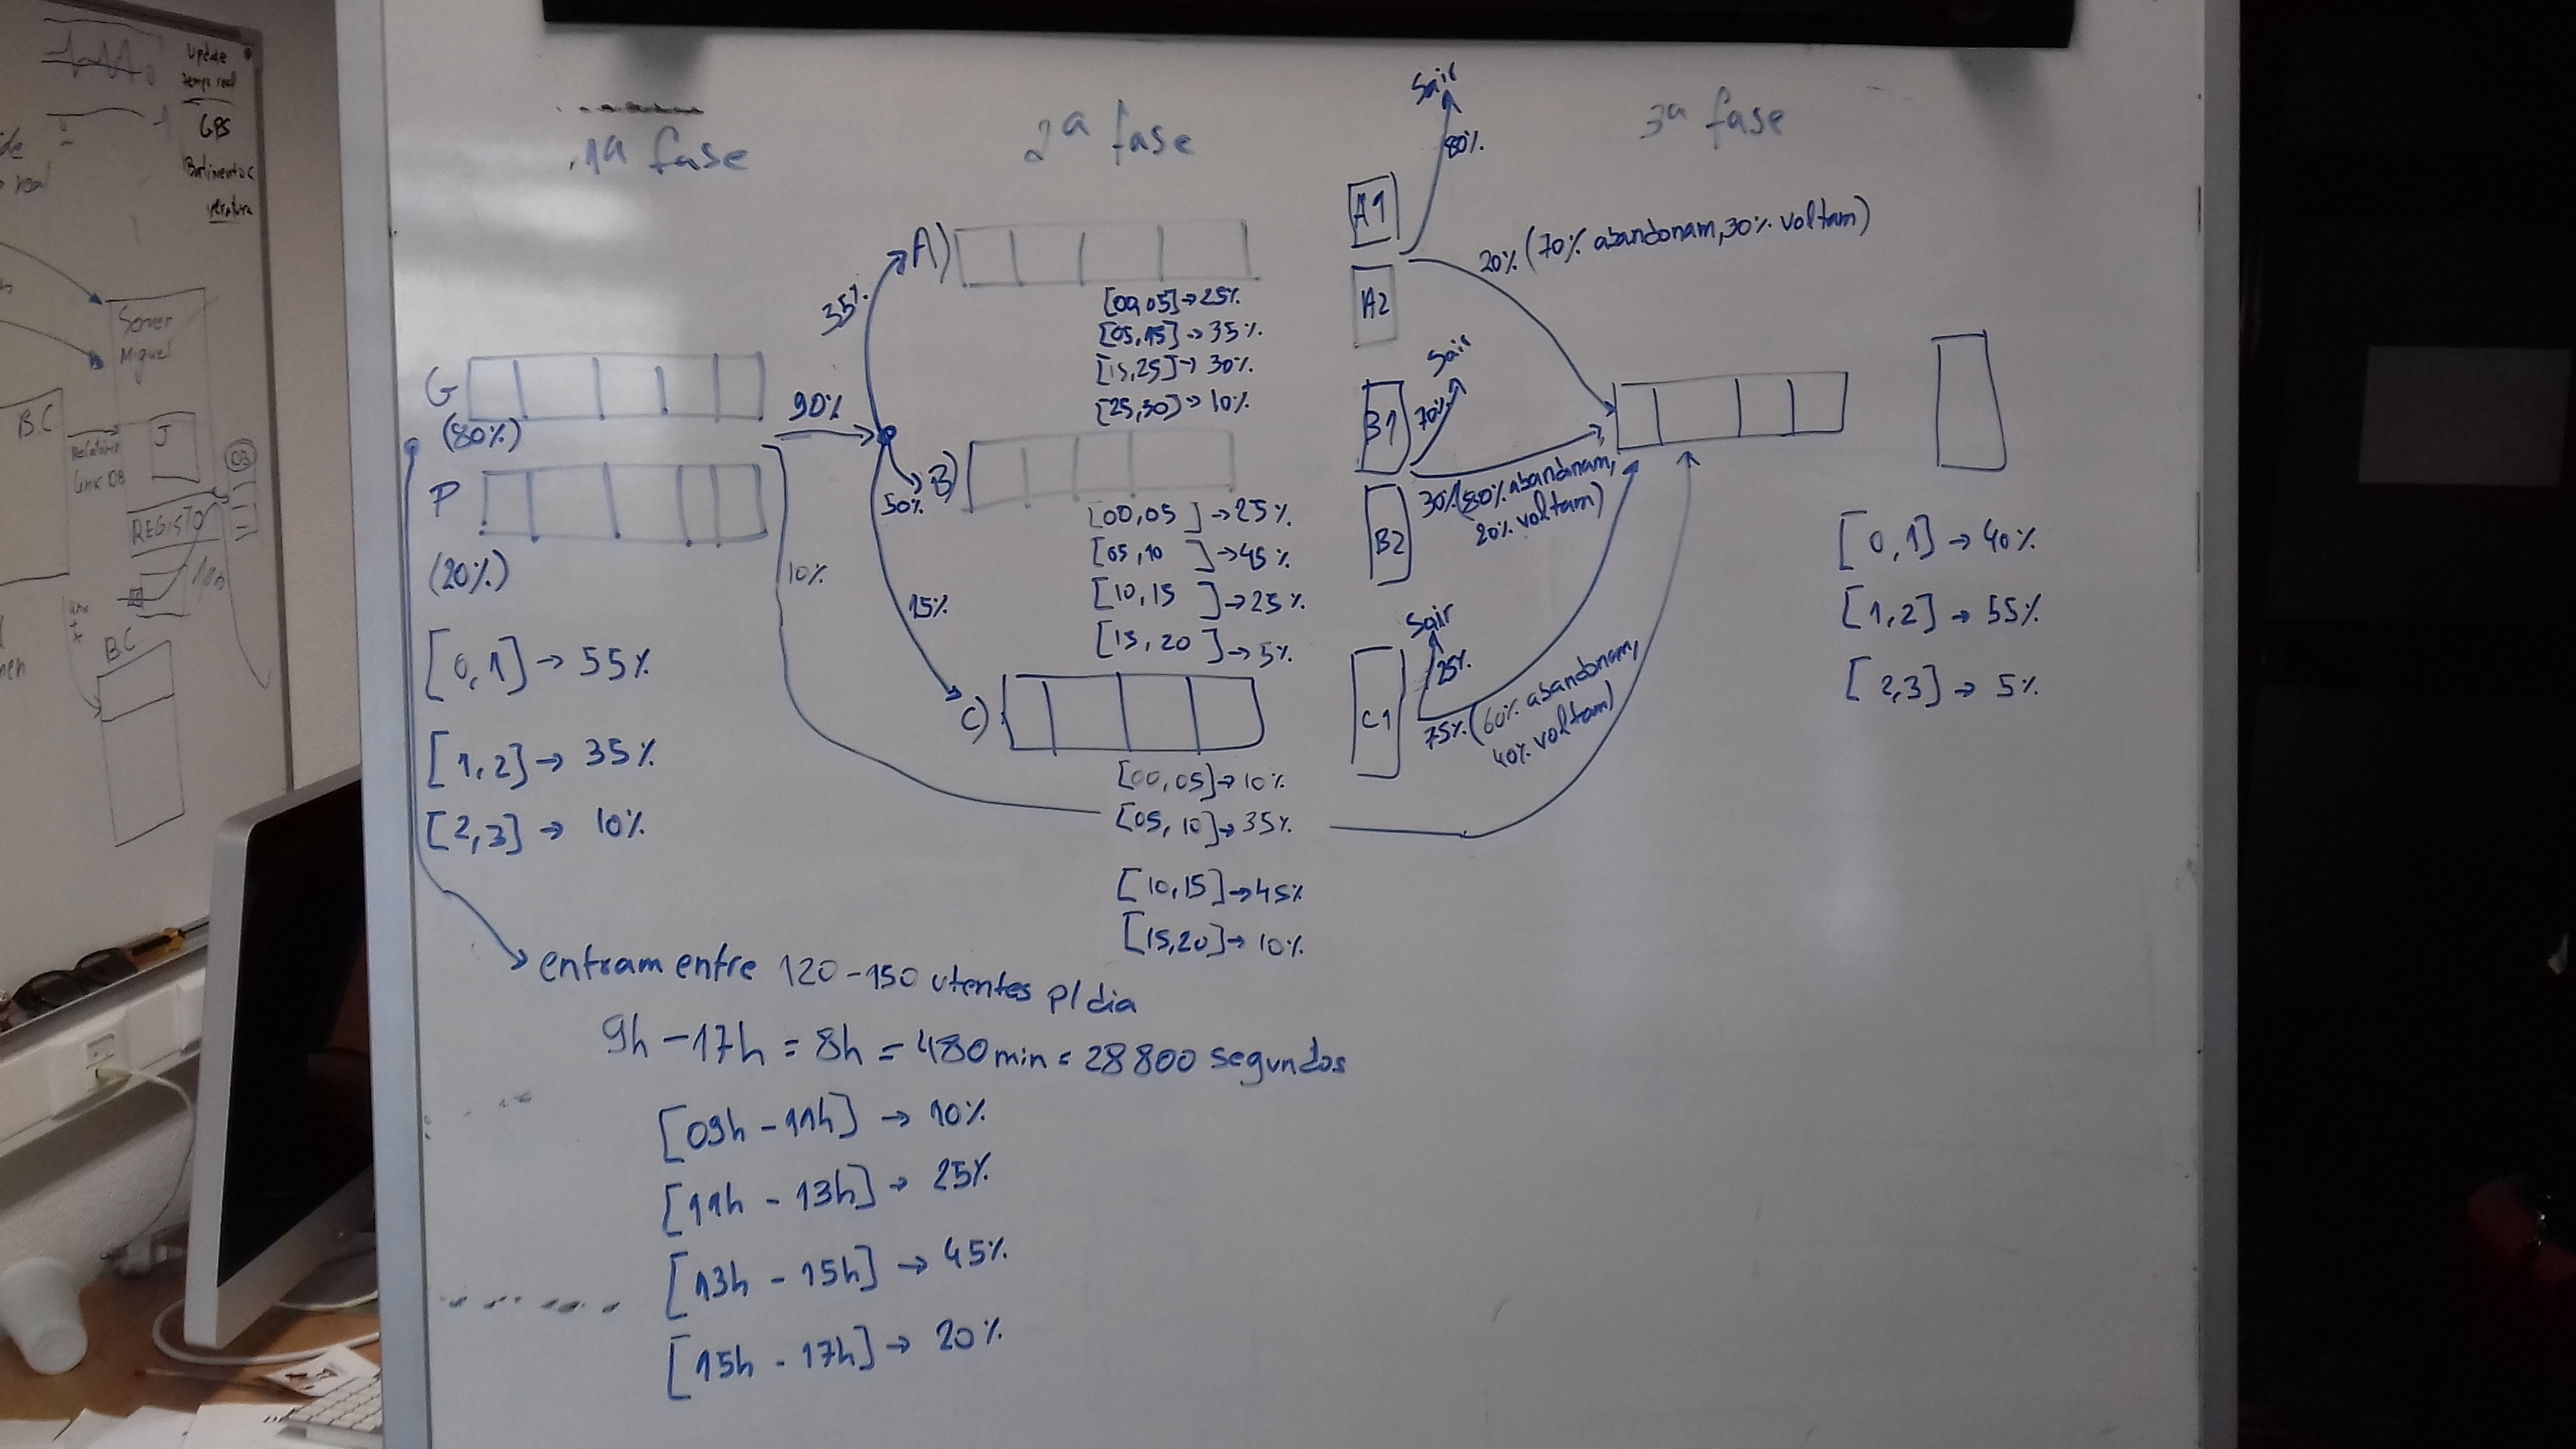 Update
tempo real
GPS
Batimentos
Server
Miguel
B.C
J
REGISTO
B.C
1ª fase
2ª fase
3ª fase
G
(80%)
P
(20%)
[0,1] → 55%
[1,2] → 35%
[2,3] → 10%
90%
10%
35%
50%
15%
A)
[00,05] → 25%
[05,15] → 35%
[15,25] → 30%
[25,30] → 10%
B)
[00,05] → 25%
[05,10] → 45%
[10,15] → 25%
[15,20] → 5%
C)
[00,05] → 10%
[05,10] → 35%
[10,15] → 45%
[15,20] → 10%
Sair
80%
A1
A2
20% (70% abandonam, 30% voltam)
Sair
70%
B1
B2
30% (80% abandonam,
20% voltam)
Sair
25%
C1
75% (60% abandonam,
40% voltam)
[0,1] → 40%
[1,2] → 55%
[2,3] → 5%
entram entre 120-150 utentes p/ dia
9h - 17h = 8h = 480 min = 28800 segundos
[09h - 11h] → 10%
[11h - 13h] → 25%
[13h - 15h] → 45%
[15h - 17h] → 20%